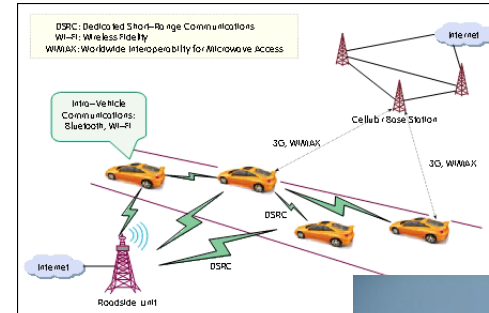 DSRC: Dedicated Short-Range Communications
WI-FI: Wireless Fidelity
WIMAX: Worldwide Interoperability for Microwave Access
Internet
Intra-Vehicle
Communications:
Bluetooth, WI-FI
Cellular Base Station
3G, WIMAX
3G, WIMAX
DSRC
DSRC
Internet
Roadside unit